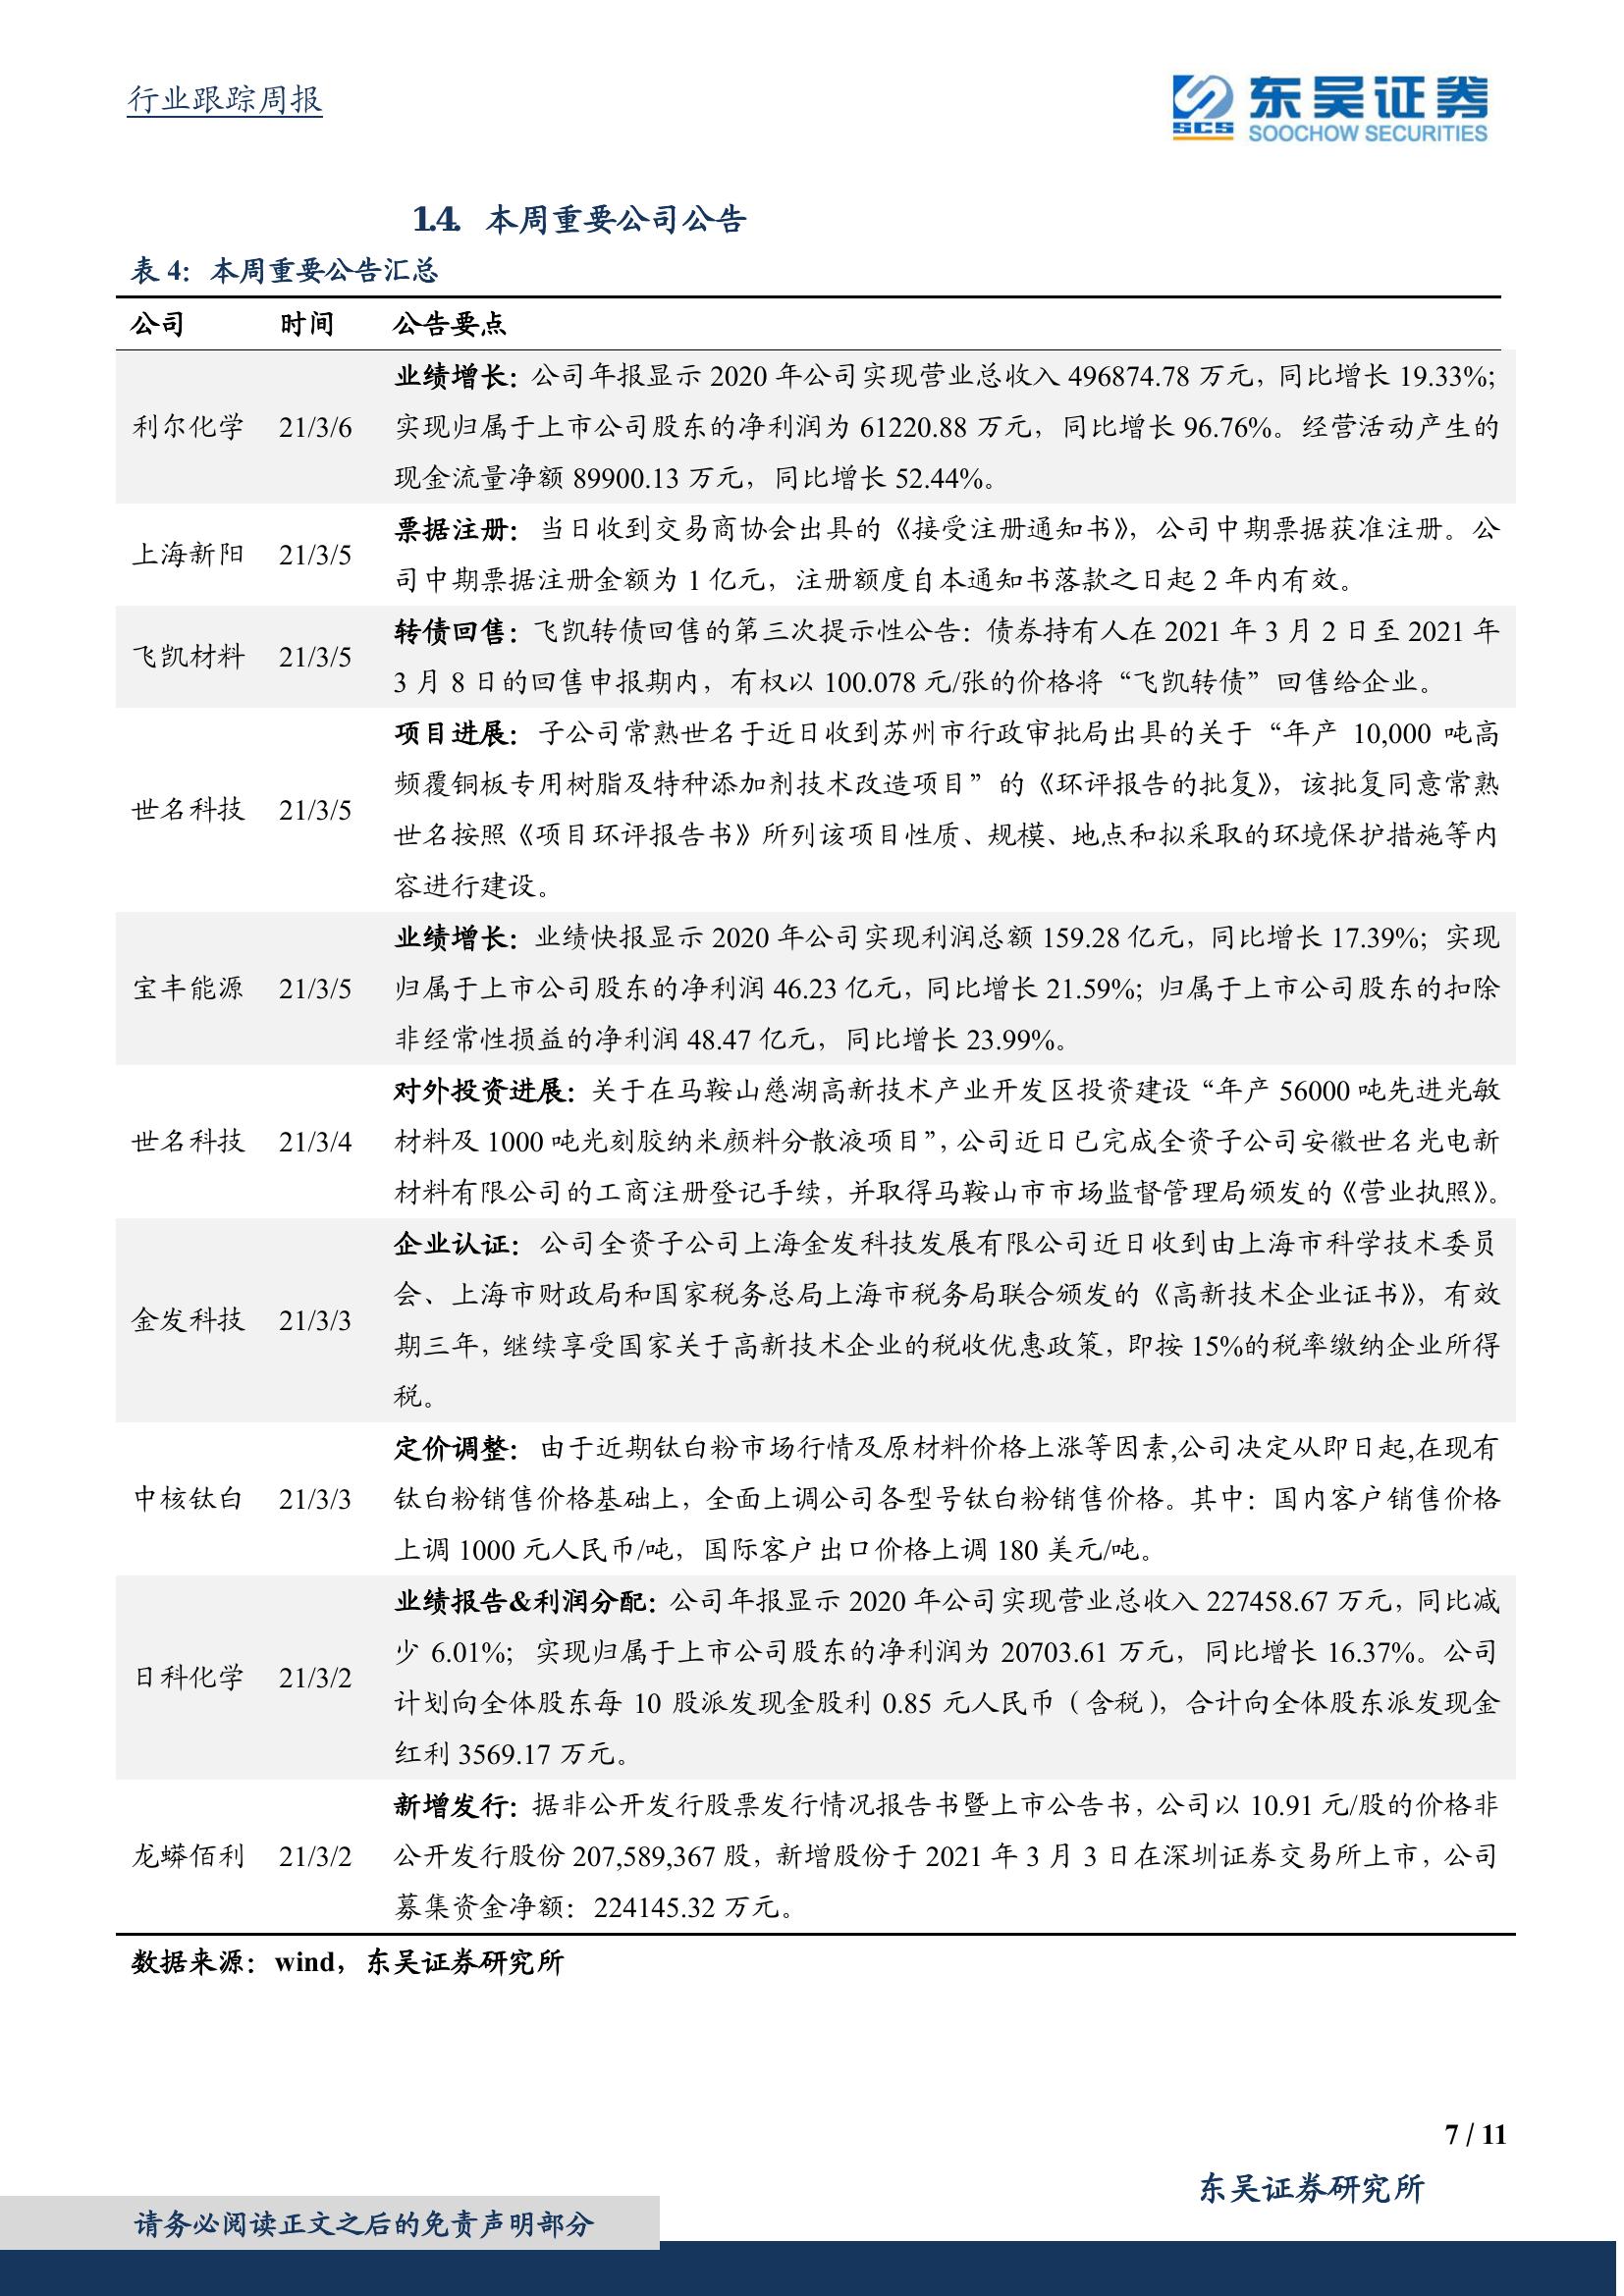 行业跟踪周报
SCS 东吴证券
SOOCHOW SECURITIES
1.4. 本周重要公司公告
表 4：本周重要公告汇总
公司 时间 公告要点
利尔化学 21/3/6 业绩增长：公司年报显示 2020 年公司实现营业总收入 496874.78 万元，同比增长 19.33%；
实现归属于上市公司股东的净利润为 61220.88 万元，同比增长 96.76%。经营活动产生的
现金流量净额 89900.13 万元，同比增长 52.44%。
上海新阳 21/3/5 票据注册：当日收到交易商协会出具的《接受注册通知书》，公司中期票据获准注册。公
司中期票据注册金额为 1 亿元，注册额度自本通知书落款之日起 2 年内有效。
飞凯材料 21/3/5 转债回售：飞凯转债回售的第三次提示性公告：债券持有人在 2021 年 3 月 2 日至 2021 年
3 月 8 日的回售申报期内，有权以 100.078 元/张的价格将“飞凯转债”回售给企业。
世名科技 21/3/5 项目进展：子公司常熟世名于近日收到苏州市行政审批局出具的关于“年产 10,000 吨高
频覆铜板专用树脂及特种添加剂技术改造项目”的《环评报告的批复》，该批复同意常熟
世名按照《项目环评报告书》所列该项目性质、规模、地点和拟采取的环境保护措施等内
容进行建设。
宝丰能源 21/3/5 业绩增长：业绩快报显示 2020 年公司实现利润总额 159.28 亿元，同比增长 17.39%；实现
归属于上市公司股东的净利润 46.23 亿元，同比增长 21.59%；归属于上市公司股东的扣除
非经常性损益的净利润 48.47 亿元，同比增长 23.99%。
世名科技 21/3/4 对外投资进展：关于在马鞍山慈湖高新技术产业开发区投资建设“年产 56000 吨先进光敏
材料及 1000 吨光刻胶纳米颜料分散液项目”，公司近日已完成全资子公司安徽世名光电新
材料有限公司的工商注册登记手续，并取得马鞍山市市场监督管理局颁发的《营业执照》。
金发科技 21/3/3 企业认证：公司全资子公司上海金发科技发展有限公司近日收到由上海市科学技术委员
会、上海市财政局和国家税务总局上海市税务局联合颁发的《高新技术企业证书》，有效
期三年，继续享受国家关于高新技术企业的税收优惠政策，即按 15%的税率缴纳企业所得
税。
中核钛白 21/3/3 定价调整：由于近期钛白粉市场行情及原材料价格上涨等因素,公司决定从即日起,在现有
钛白粉销售价格基础上，全面上调公司各型号钛白粉销售价格。其中：国内客户销售价格
上调 1000 元人民币/吨，国际客户出口价格上调 180 美元/吨。
日科化学 21/3/2 业绩报告&利润分配：公司年报显示 2020 年公司实现营业总收入 227458.67 万元，同比减
少 6.01%；实现归属于上市公司股东的净利润为 20703.61 万元，同比增长 16.37%。公司
计划向全体股东每 10 股派发现金股利 0.85 元人民币（含税），合计向全体股东派发现金
红利 3569.17 万元。
龙蟒佰利 21/3/2 新增发行：据非公开发行股票发行情况报告书暨上市公告书，公司以 10.91 元/股的价格非
公开发行股份 207,589,367 股，新增股份于 2021 年 3 月 3 日在深圳证券交易所上市，公司
募集资金净额：224145.32 万元。
数据来源：wind，东吴证券研究所
7 / 11
东吴证券研究所
请务必阅读正文之后的免责声明部分